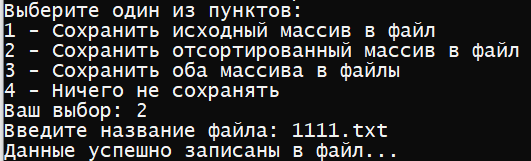 Выберите один из пунктов:
1 - Сохранить исходный массив в файл
2 - Сохранить отсортированный массив в файл
3 - Сохранить оба массива в файлы
4 - Ничего не сохранять
Ваш выбор: 2
Введите название файла: 1111.txt
Данные успешно записаны в файл...